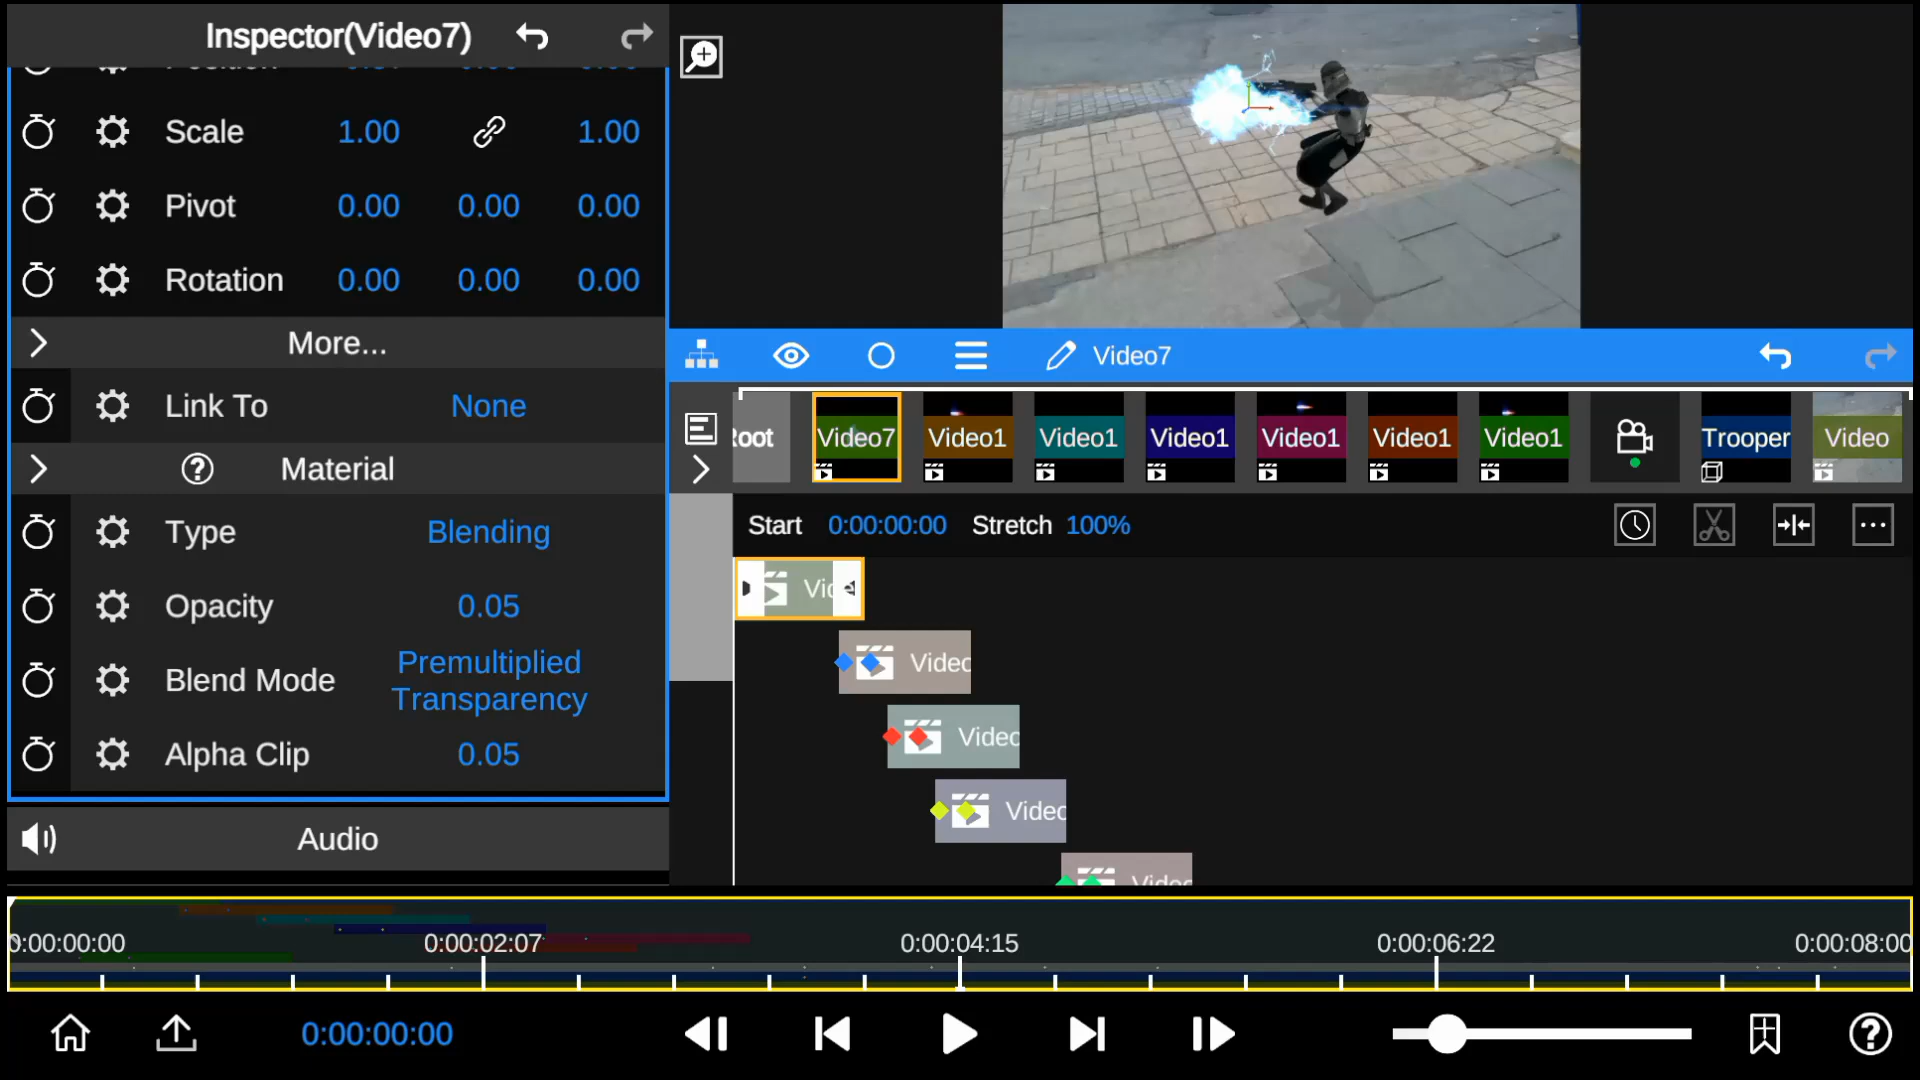 Inspector(Video7)
Scale 1.00 1.00
Pivot 0.00 0.00 0.00
Rotation 0.00 0.00 0.00
More...
Link To None
Material
Type Blending
Opacity 0.05
Blend Mode Premultiplied
Transparency
Alpha Clip 0.05
Audio
Video7
Root Video7 Video1 Video1 Video1 Video1 Video1 Video1 Trooper Video
Start 0:00:00:00 Stretch 100%
Vide
Video
Video
Video
Video
0:00:00:00 0:00:02:07 0:00:04:15 0:00:06:22 0:00:08:00
0:00:00:00